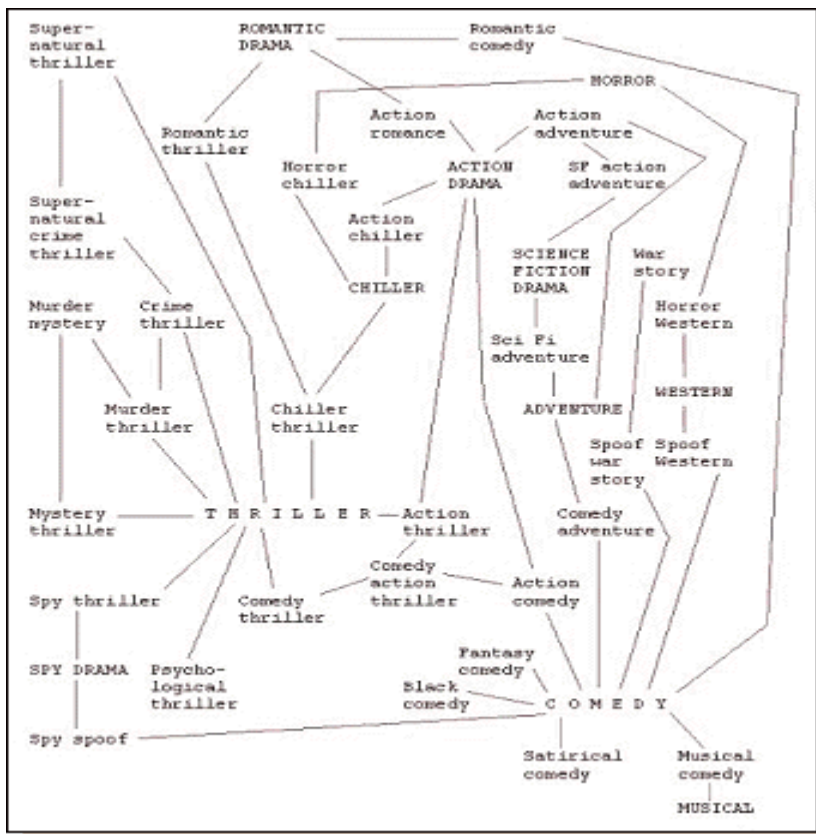 Super-
natural
thriller
ROMANTIC
DRAMA
Romantic
comedy
HORROR
Romantic
thriller
Action
romance
Action
adventure
Horror
chiller
ACTION
DRAMA
SF action
adventure
Super-
natural
crime
thriller
Action
chiller
SCIENCE
FICTION
DRAMA
War
story
CHILLER
Murder
mystery
Crime
thriller
Horror
Western
Sci Fi
adventure
Murder
thriller
Chiller
thriller
ADVENTURE
WESTERN
Spoof
war
story
Spoof
Western
Mystery
thriller
T H R I L L E R
Action
thriller
Comedy
adventure
Spy thriller
Comedy
thriller
Comedy
action
thriller
Action
comedy
SPY DRAMA
Psycho-
logical
thriller
Fantasy
comedy
Black
comedy
C O M E D Y
Spy spoof
Satirical
comedy
Musical
comedy
MUSICAL